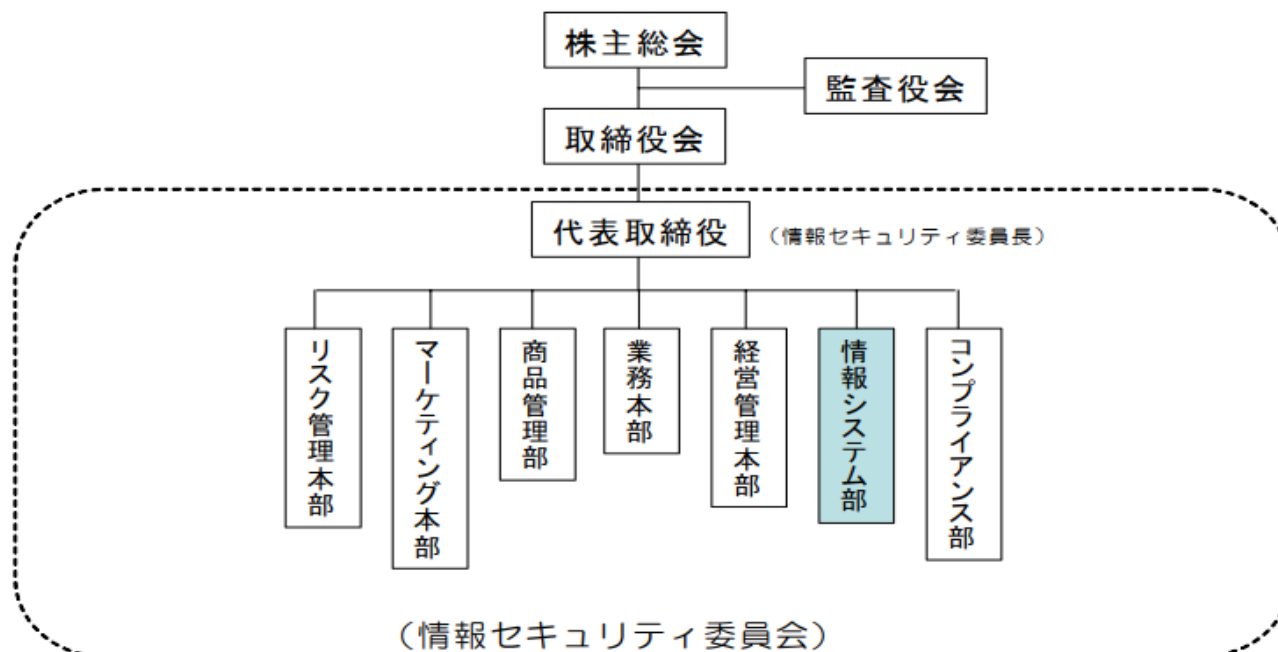 株主総会
監査役会
取締役会
代表取締役
（情報セキュリティ委員長）
リスク管理本部
マーケティング本部
商品管理部
業務本部
経営管理本部
情報システム部
コンプライアンス部
（情報セキュリティ委員会）